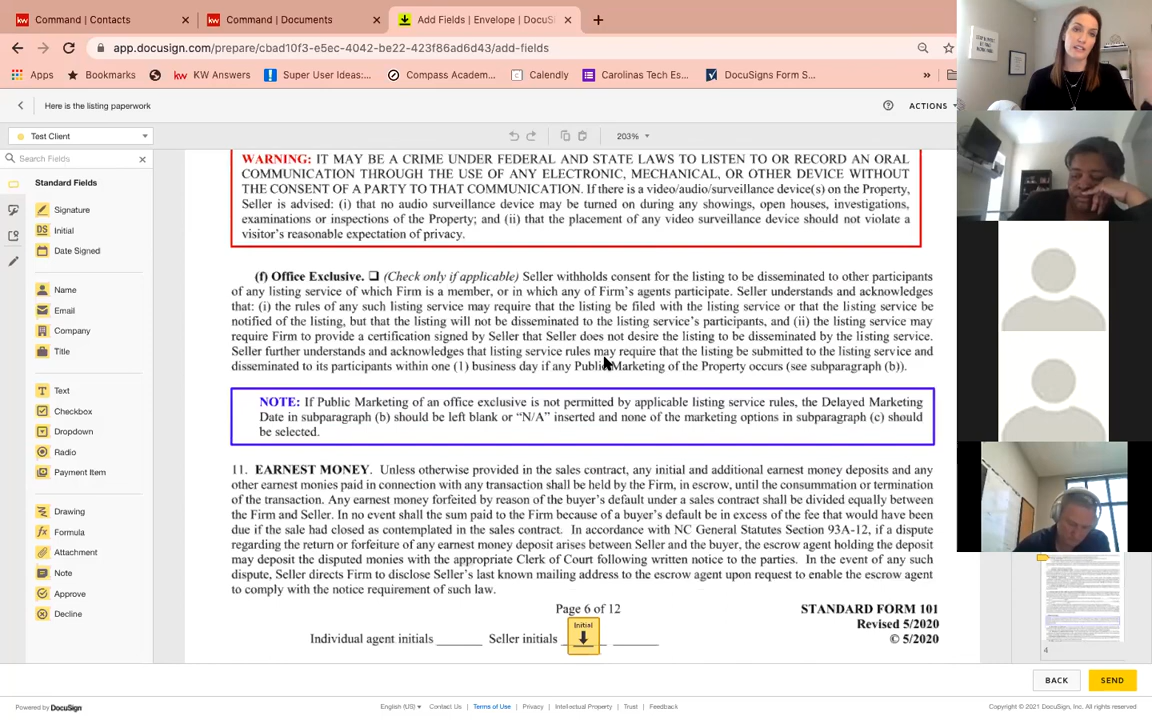 kw Command | Contacts
kw Command | Documents
Add Fields | Envelope | DocuSi
app.docusign.com/prepare/cbad10f3-e5ec-4042-be22-423f86ad6d43/add-fields
Apps
Bookmarks
kw KW Answers
Super User Ideas:...
Compass Academ...
Calendly
Carolinas Tech Es...
DocuSigns Form S...
Here is the listing paperwork
ACTIONS
Test Client
203%
Search Fields
Standard Fields
Signature
DS Initial
Date Signed
Name
Email
Company
Title
Text
Checkbox
Dropdown
Radio
Payment Item
Drawing
Formula
Attachment
Note
Approve
Decline
WARNING: IT MAY BE A CRIME UNDER FEDERAL AND STATE LAWS TO LISTEN TO OR RECORD AN ORAL
COMMUNICATION THROUGH THE USE OF ANY ELECTRONIC, MECHANICAL, OR OTHER DEVICE WITHOUT
THE CONSENT OF A PARTY TO THAT COMMUNICATION. If there is a video/audio/surveillance device(s) on the Property,
Seller is advised: (i) that no audio surveillance device may be turned on during any showings, open houses, investigations,
examinations or inspections of the Property; and (ii) that the placement of any video surveillance device should not violate a
visitor's reasonable expectation of privacy.
(f) Office Exclusive. ❑ (Check only if applicable) Seller withholds consent for the listing to be disseminated to other participants
of any listing service of which Firm is a member, or in which any of Firm's agents participate. Seller understands and acknowledges
that: (i) the rules of any such listing service may require that the listing be filed with the listing service or that the listing service be
notified of the listing, but that the listing will not be disseminated to the listing service's participants, and (ii) the listing service may
require Firm to provide a certification signed by Seller that Seller does not desire the listing to be disseminated by the listing service.
Seller further understands and acknowledges that listing service rules may require that the listing be submitted to the listing service and
disseminated to its participants within one (1) business day if any Public Marketing of the Property occurs (see subparagraph (b)).
NOTE: If Public Marketing of an office exclusive is not permitted by applicable listing service rules, the Delayed Marketing
Date in subparagraph (b) should be left blank or "N/A" inserted and none of the marketing options in subparagraph (c) should
be selected.
11. EARNEST MONEY. Unless otherwise provided in the sales contract, any initial and additional earnest money deposits and any
other earnest monies paid in connection with any transaction shall be held by the Firm, in escrow, until the consummation or termination
of the transaction. Any earnest money forfeited by reason of the buyer's default under a sales contract shall be divided equally between
the Firm and Seller. In no event shall the sum paid to the Firm because of a buyer's default be in excess of the fee that would have been
due if the sale had closed as contemplated in the sales contract. In accordance with NC General Statutes Section 93A-12, if a dispute
regarding the return or forfeiture of any earnest money deposit arises between Seller and the buyer, the escrow agent holding the deposit
may deposit the disputed monies with the appropriate Clerk of Court following written notice to the parties. In the event of any such
dispute, Seller directs Firm to disclose Seller's last known mailing address to the escrow agent upon request to enable the escrow agent
to comply with the notice requirement of such law.
Page 6 of 12
STANDARD FORM 101
Revised 5/2020
© 5/2020
Individual agent initials ________ Seller initials
Initial
4
BACK
SEND
Powered by DocuSign
English (US)
Contact Us
Terms of Use
Privacy
Intellectual Property
Trust
Feedback
Copyright © 2021 DocuSign, Inc. All rights reserved